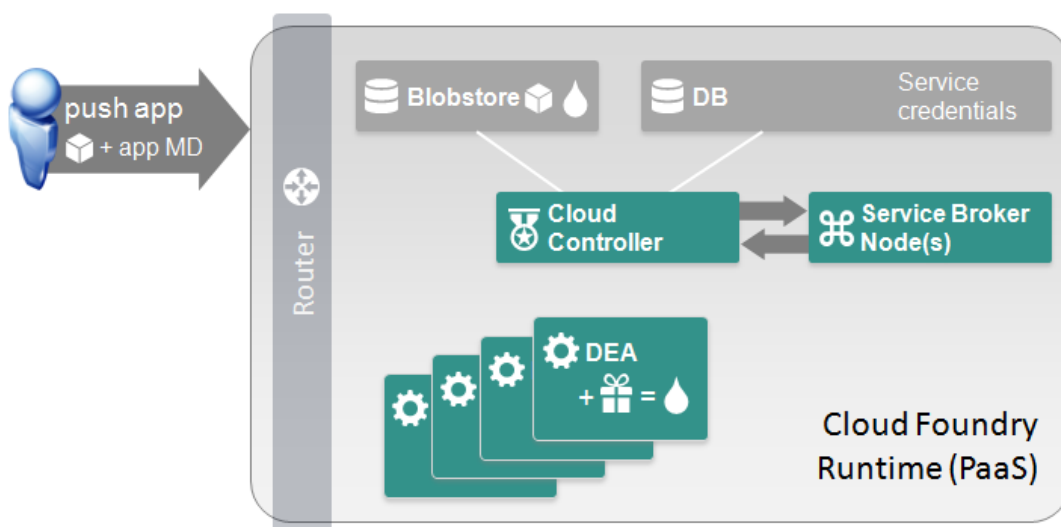 push app
+ app MD
Router
Blobstore
DB
Service
credentials
Cloud
Controller
Service Broker
Node(s)
DEA
+ =
Cloud Foundry
Runtime (PaaS)